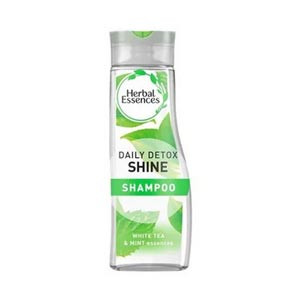 Herbal
Essences
DAILY DETOX
SHINE
SHAMPOO
WHITE TEA
& MINT essences